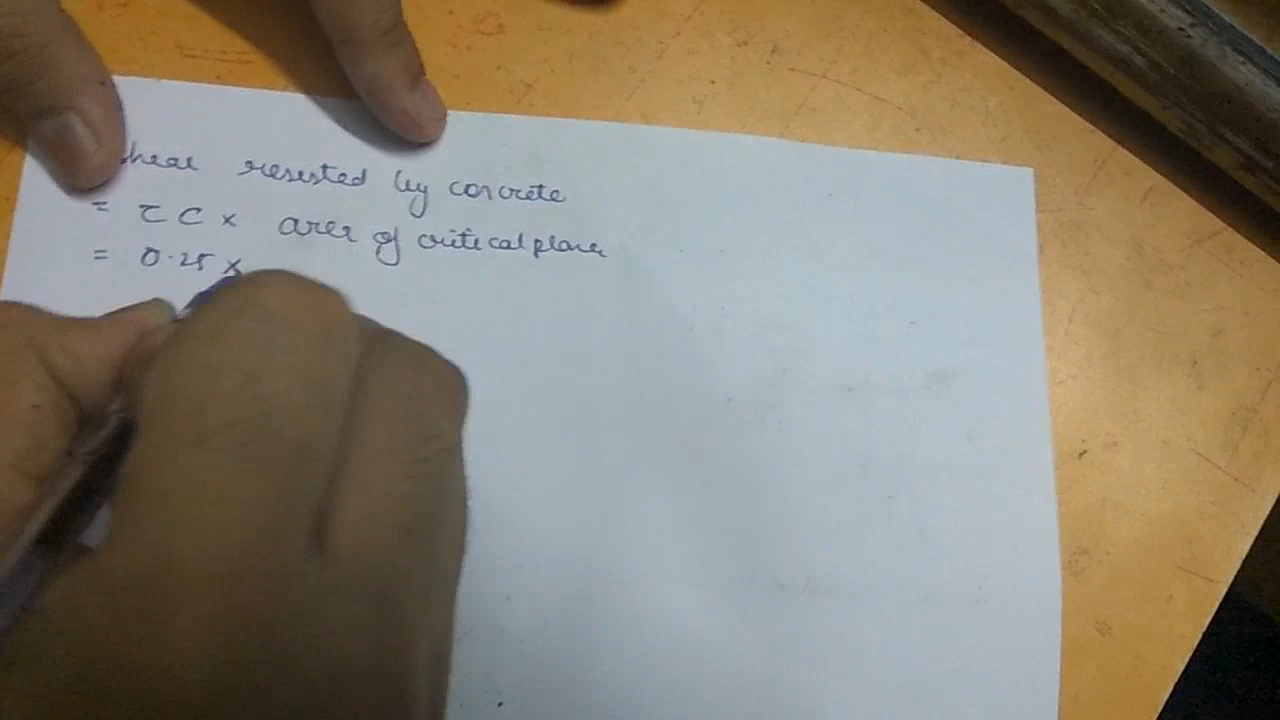 shear resisted by concrete
= τc × area of critical plane
= 0.25 ×